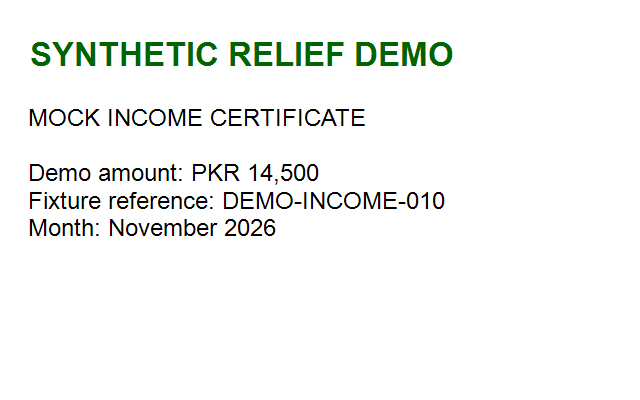 SYNTHETIC RELIEF DEMO
MOCK INCOME CERTIFICATE
Demo amount: PKR 14,500
Fixture reference: DEMO-INCOME-010
Month: November 2026